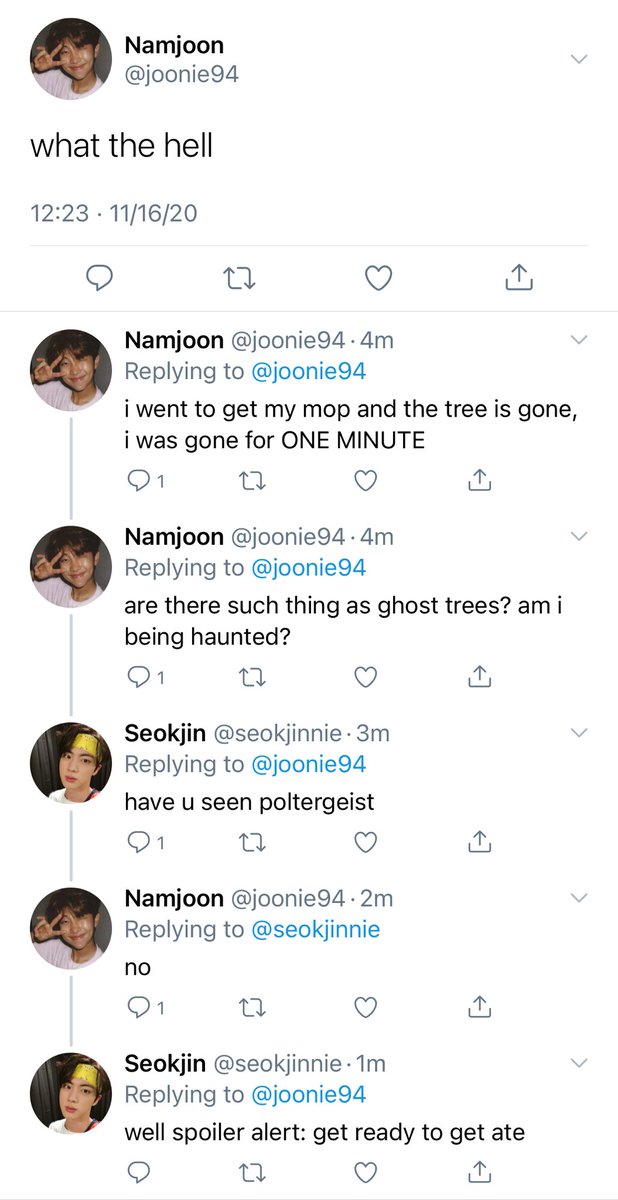 Namjoon
@joonie94
what the hell
12:23 · 11/16/20
Namjoon @joonie94 · 4m
Replying to @joonie94
i went to get my mop and the tree is gone,
i was gone for ONE MINUTE
1
Namjoon @joonie94 · 4m
Replying to @joonie94
are there such thing as ghost trees? am i
being haunted?
1
Seokjin @seokjinnie · 3m
Replying to @joonie94
have u seen poltergeist
1
Namjoon @joonie94 · 2m
Replying to @seokjinnie
no
1
Seokjin @seokjinnie · 1m
Replying to @joonie94
well spoiler alert: get ready to get ate